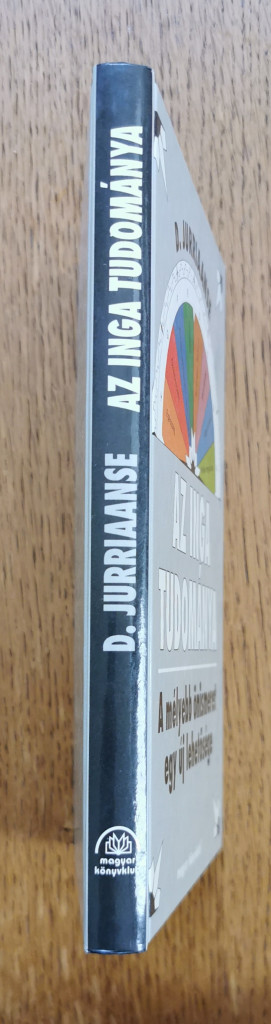 D. JURRIAANSE AZ INGA TUDOMÁNYA
magyar
könyvklub
D. JURRIAANSE
AZ INGA
TUDOMÁNYA
A mélyebb önismeret
egy új lehetősége